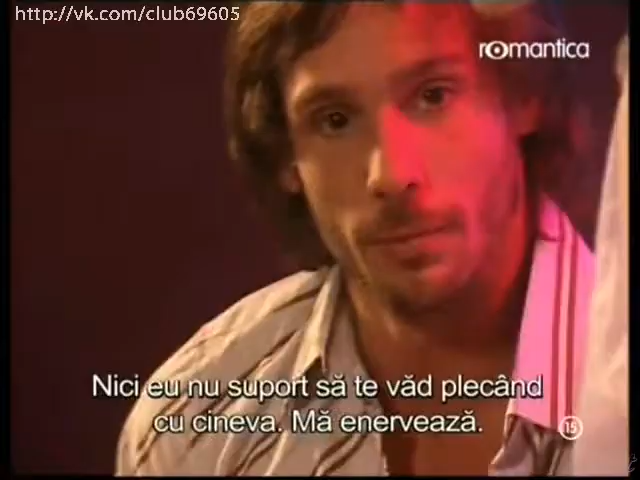 http://vk.com/club69605
romantica
Nici eu nu suport să te văd plecând
cu cineva. Mă enervează.
15